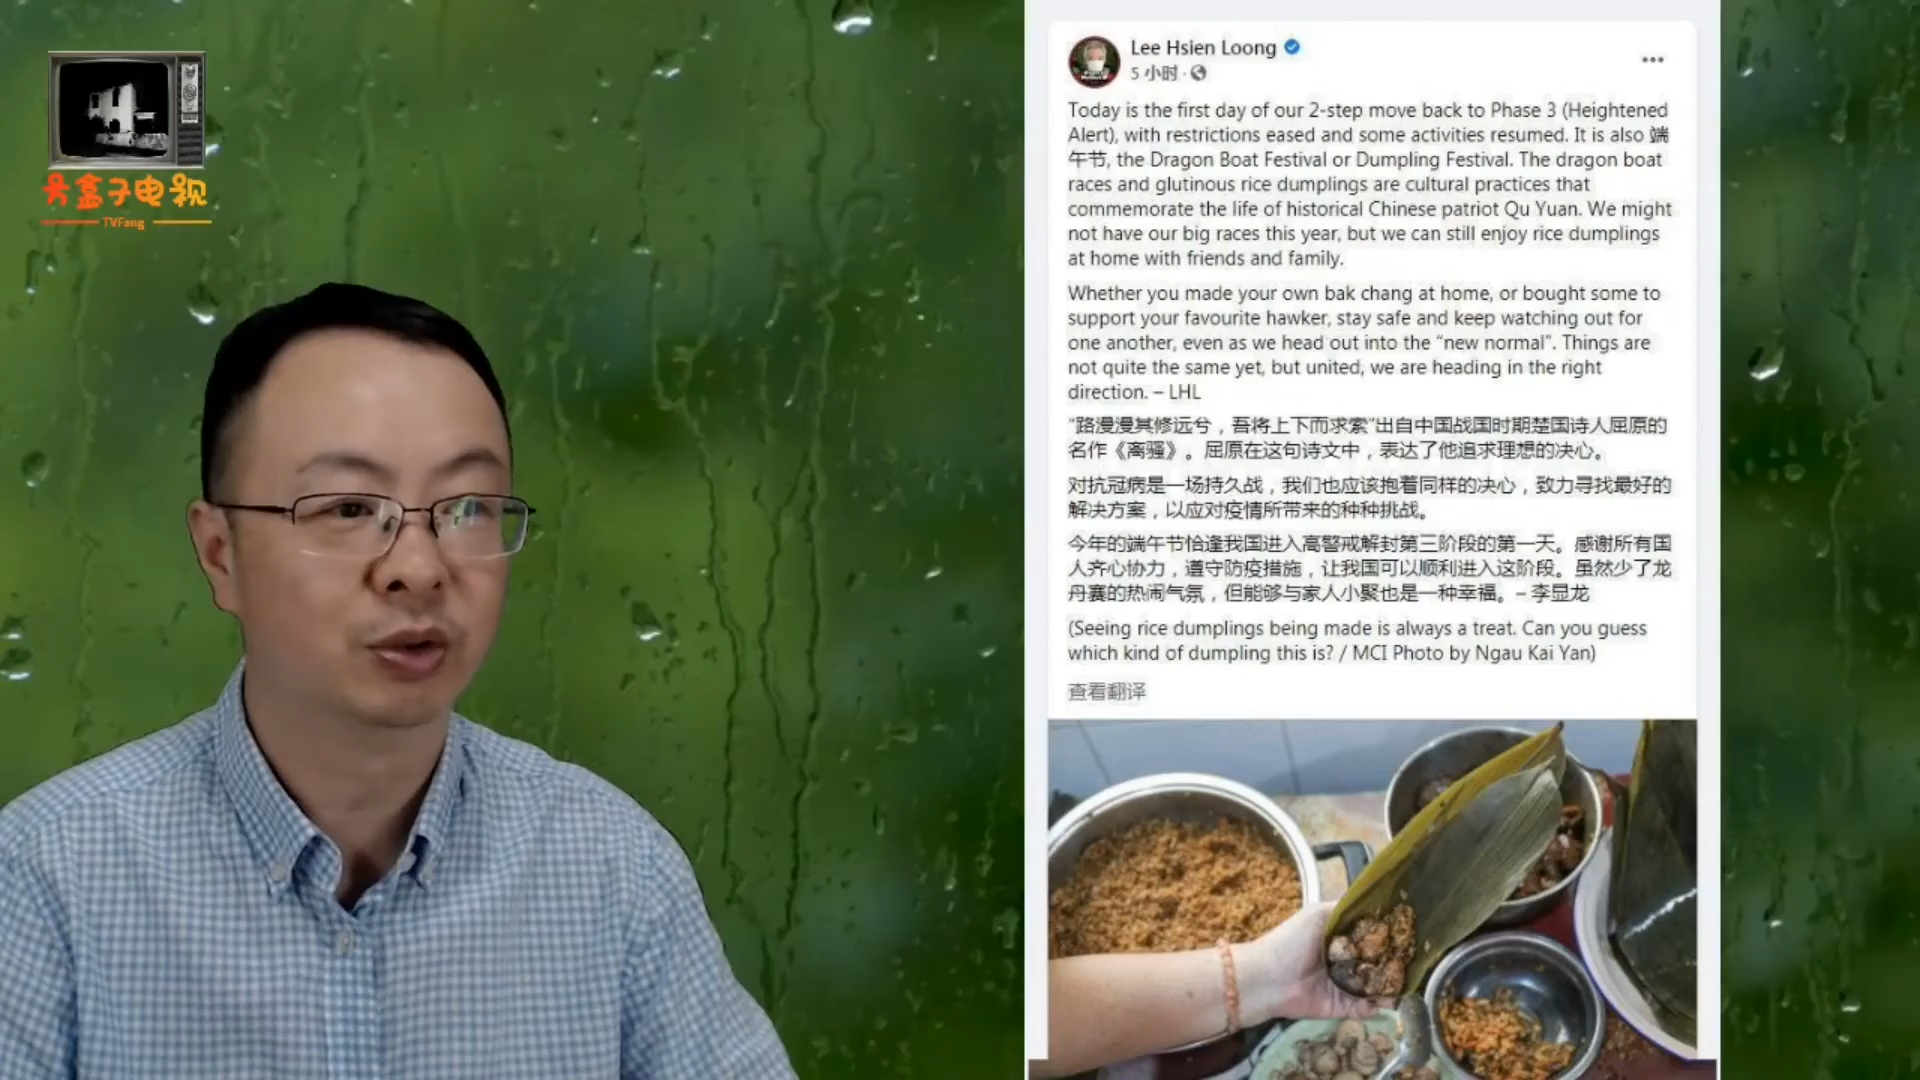 方盒子电视
TVFang
Lee Hsien Loong
5 小时
Today is the first day of our 2-step move back to Phase 3 (Heightened
Alert), with restrictions eased and some activities resumed. It is also 端
午节, the Dragon Boat Festival or Dumpling Festival. The dragon boat
races and glutinous rice dumplings are cultural practices that
commemorate the life of historical Chinese patriot Qu Yuan. We might
not have our big races this year, but we can still enjoy rice dumplings
at home with friends and family.
Whether you made your own bak chang at home, or bought some to
support your favourite hawker, stay safe and keep watching out for
one another, even as we head out into the “new normal”. Things are
not quite the same yet, but united, we are heading in the right
direction. – LHL
“路漫漫其修远兮，吾将上下而求索”出自中国战国时期楚国诗人屈原的
名作《离骚》。屈原在这句诗文中，表达了他追求理想的决心。
对抗冠病是一场持久战，我们也应该抱着同样的决心，致力寻找最好的
解决方案，以应对疫情所带来的种种挑战。
今年的端午节恰逢我国进入高警戒解封第三阶段的第一天。感谢所有国
人齐心协力，遵守防疫措施，让我国可以顺利进入这阶段。虽然少了龙
舟赛的热闹气氛，但能够与家人小聚也是一种幸福。– 李显龙
(Seeing rice dumplings being made is always a treat. Can you guess
which kind of dumpling this is? / MCI Photo by Ngau Kai Yan)
查看翻译